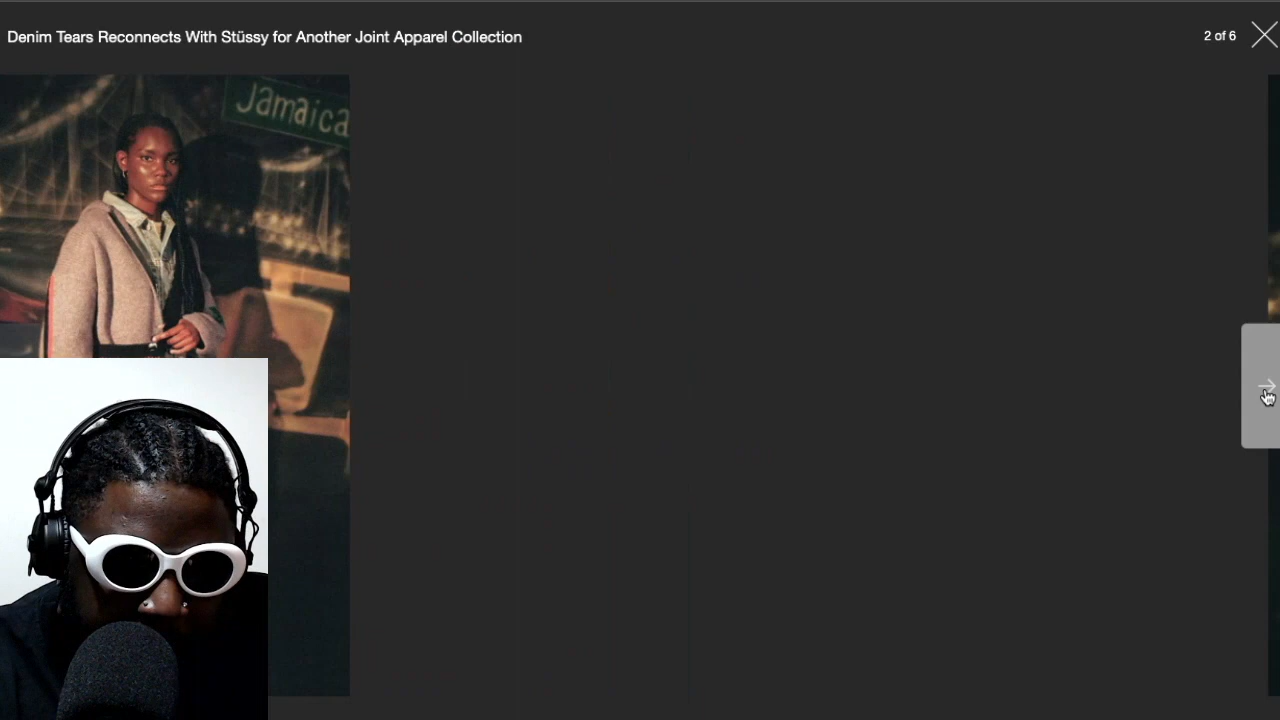 Denim Tears Reconnects With Stüssy for Another Joint Apparel Collection
2 of 6
Jamaica